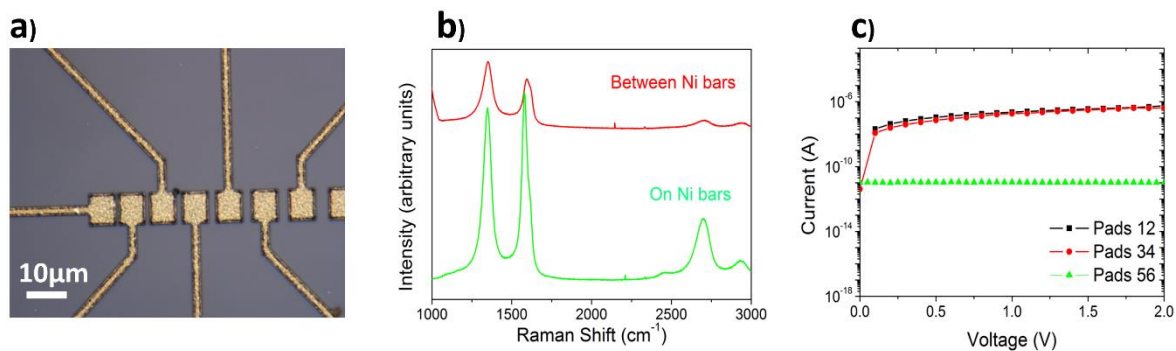 a)
10μm
b)
Intensity (arbitrary units)
Between Ni bars
On Ni bars
1000 1500 2000 2500 3000
Raman Shift (cm⁻¹)
c)
Current (A)
10⁻⁶
10⁻¹⁰
10⁻¹⁴
10⁻¹⁸
Pads 12
Pads 34
Pads 56
0.0 0.5 1.0 1.5 2.0
Voltage (V)